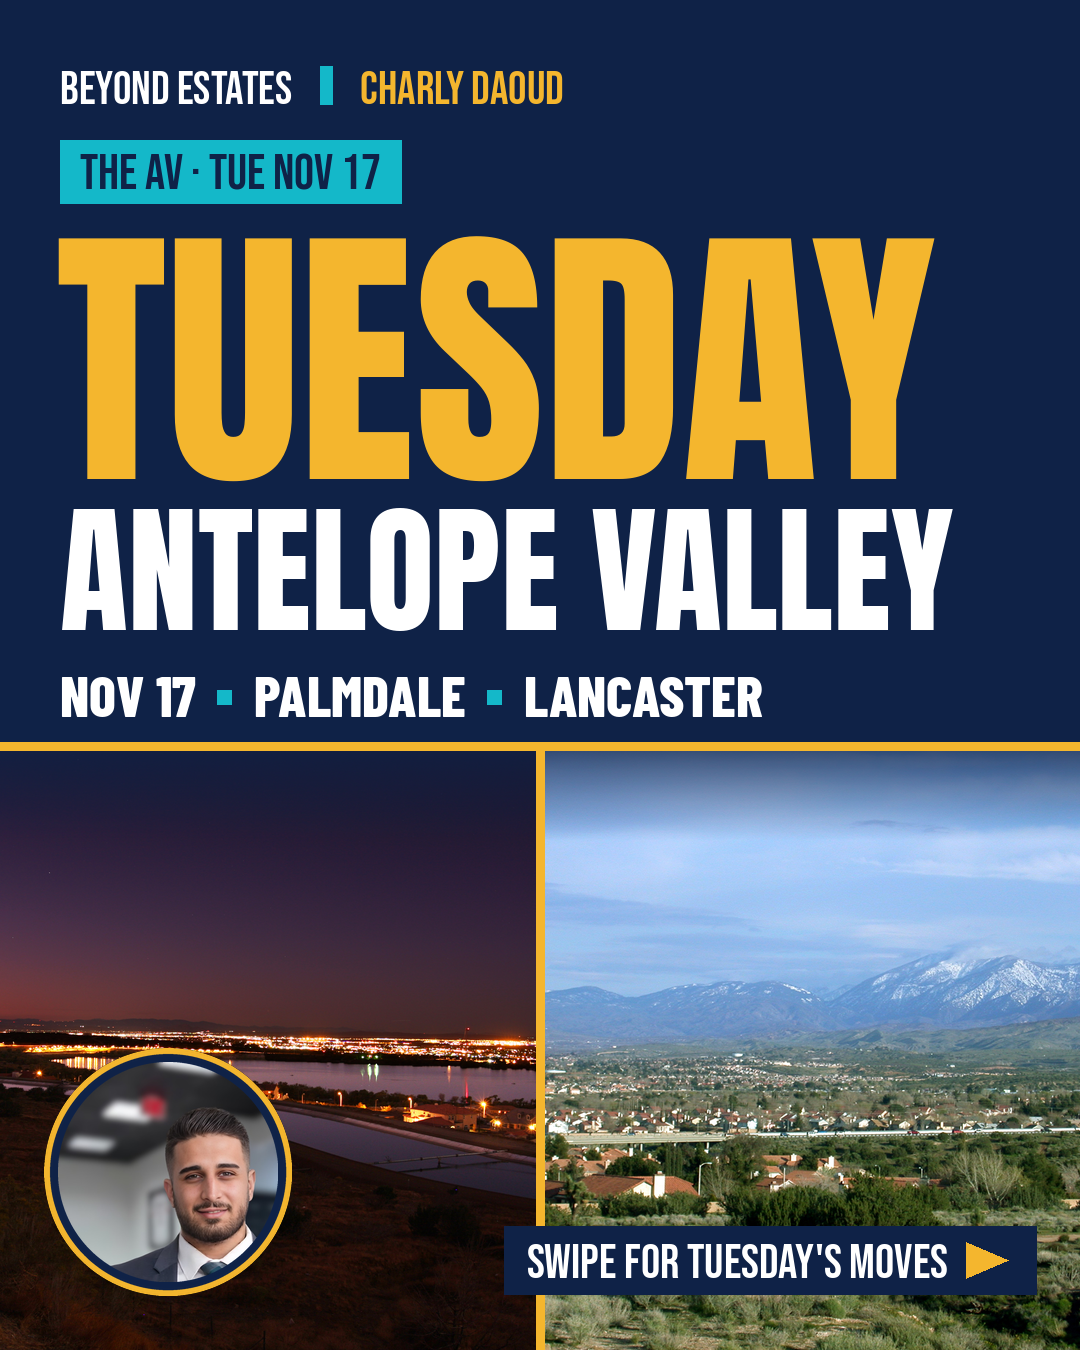 BEYOND ESTATES CHARLY DAOUD
THE AV · TUE NOV 17
TUESDAY
ANTELOPE VALLEY
NOV 17 ▪ PALMDALE ▪ LANCASTER
SWIPE FOR TUESDAY'S MOVES